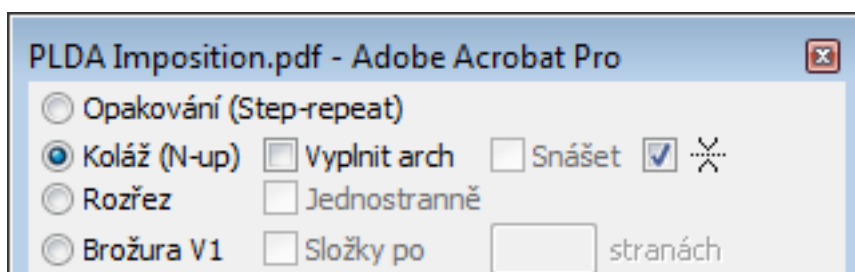 PLDA Imposition.pdf - Adobe Acrobat Pro
Opakování (Step-repeat)
Koláž (N-up) Vyplnit arch Snášet
Rozřez Jednostranně
Brožura V1 Složky po stranách